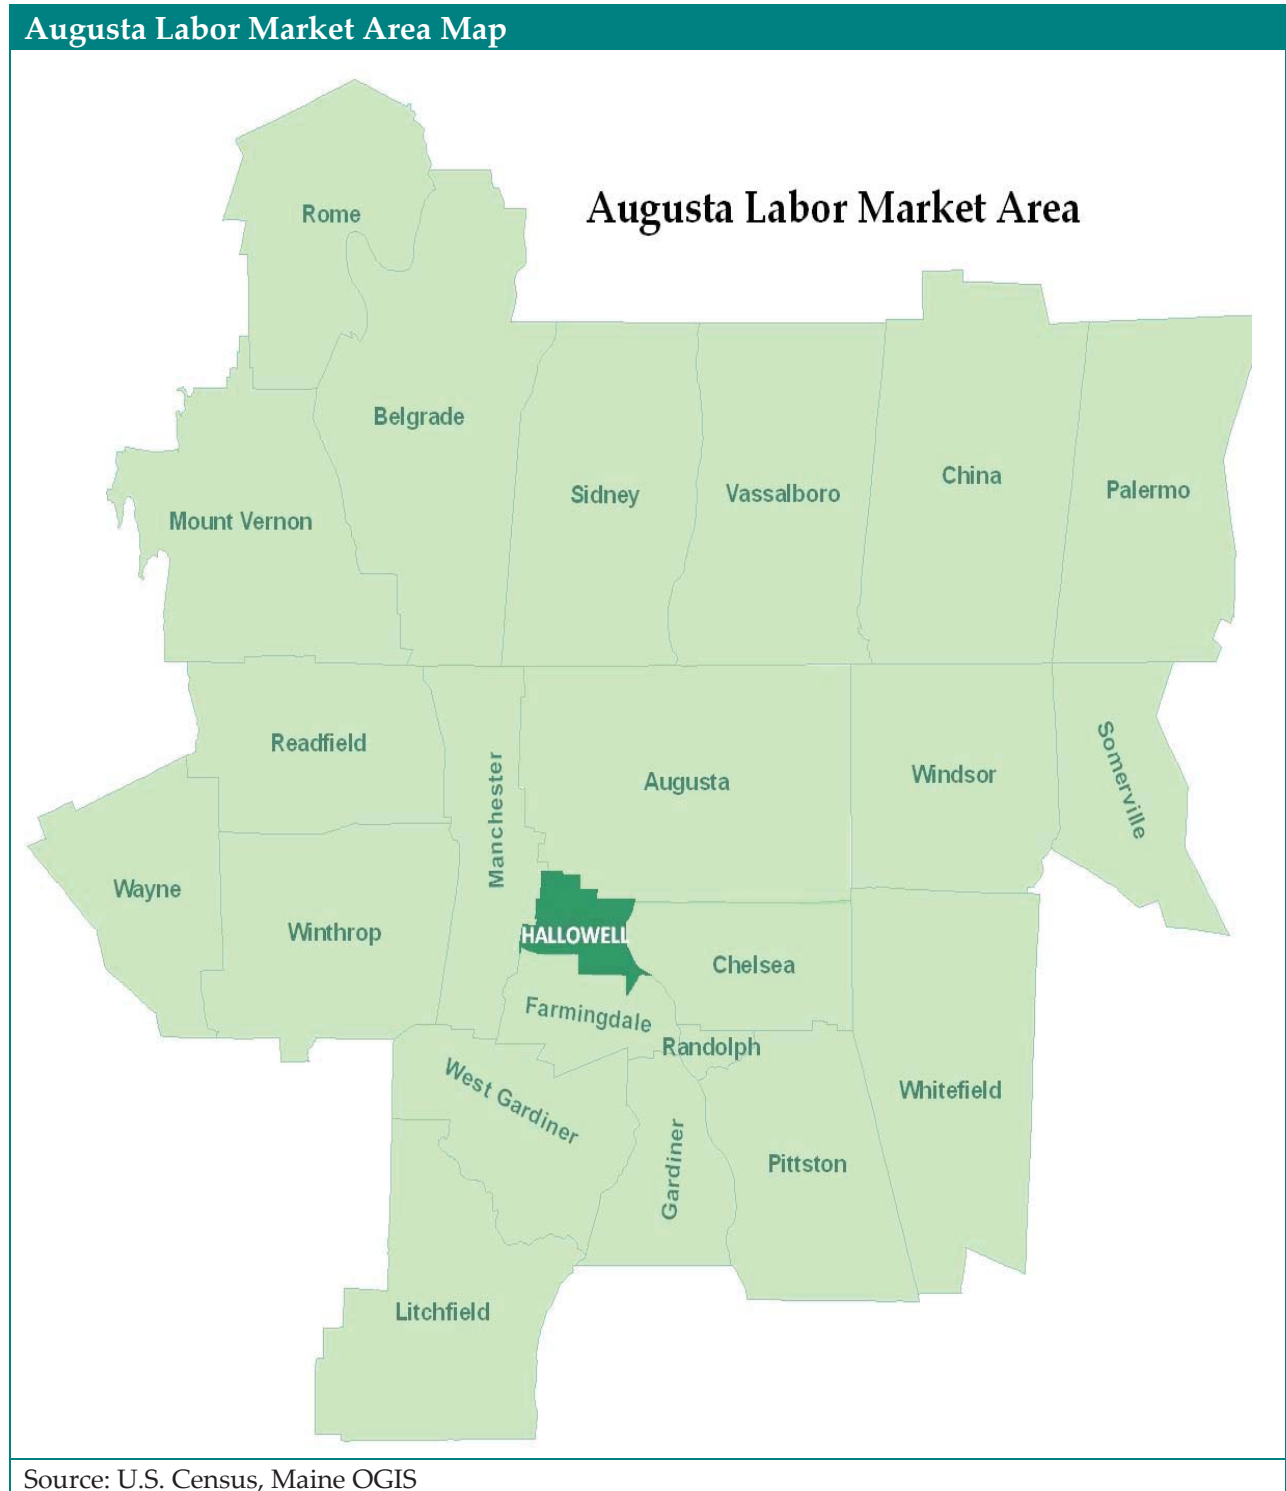 Augusta Labor Market Area Map
Augusta Labor Market Area
Rome
Belgrade
Sidney
Vassalboro
China
Palermo
Mount Vernon
Readfield
Manchester
Augusta
Windsor
Somerville
Wayne
Winthrop
HALLOWELL
Chelsea
Farmingdale
Randolph
West Gardiner
Whitefield
Gardiner
Pittston
Litchfield
Source: U.S. Census, Maine OGIS